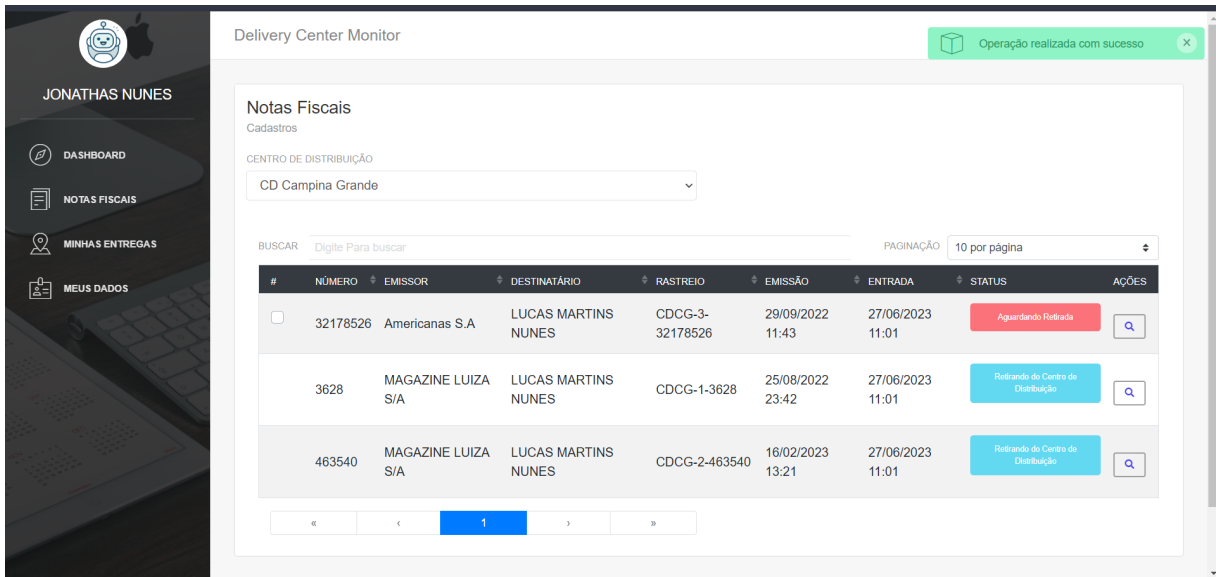 Delivery Center Monitor
Operação realizada com sucesso
×
JONATHAS NUNES
DASHBOARD
NOTAS FISCAIS
MINHAS ENTREGAS
MEUS DADOS
Notas Fiscais
Cadastros
CENTRO DE DISTRIBUIÇÃO
CD Campina Grande
BUSCAR Digite Para buscar PAGINAÇÃO 10 por página
# NÚMERO EMISSOR DESTINATÁRIO RASTREIO EMISSÃO ENTRADA STATUS AÇÕES
32178526 Americanas S.A LUCAS MARTINS NUNES CDCG-3-32178526 29/09/2022 11:43 27/06/2023 11:01 Aguardando Retirada
3628 MAGAZINE LUIZA S/A LUCAS MARTINS NUNES CDCG-1-3628 25/08/2022 23:42 27/06/2023 11:01 Retirando do Centro de Distribuição
463540 MAGAZINE LUIZA S/A LUCAS MARTINS NUNES CDCG-2-463540 16/02/2023 13:21 27/06/2023 11:01 Retirando do Centro de Distribuição
« ‹ 1 › »